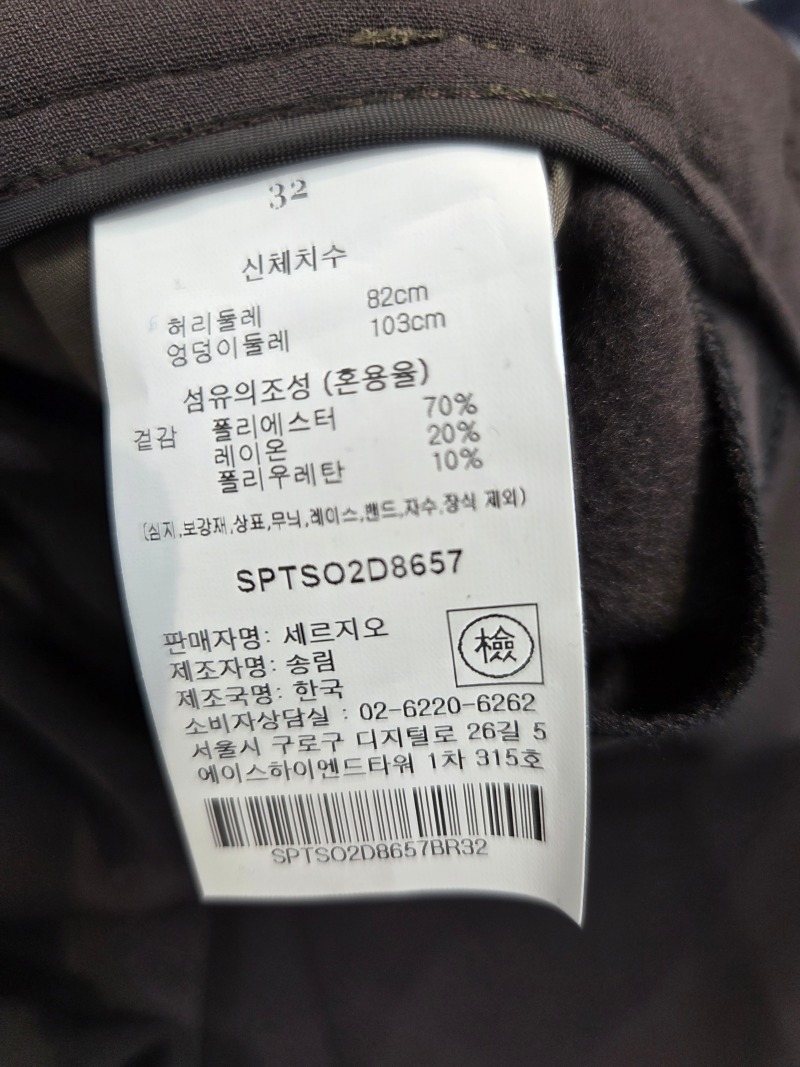 32
신체치수
허리둘레 82cm
엉덩이둘레 103cm
섬유의조성 (혼용율)
겉감 폴리에스터 70%
레이온 20%
폴리우레탄 10%
(심지,보강재,상표,무늬,레이스,밴드,자수,장식 제외)
SPTSO2D8657
판매자명: 세르지오
제조자명: 송림
제조국명: 한국
檢
소비자상담실 : 02-6220-6262
서울시 구로구 디지털로 26길 5
에이스하이엔드타워 1차 315호
SPTSO2D8657BR32